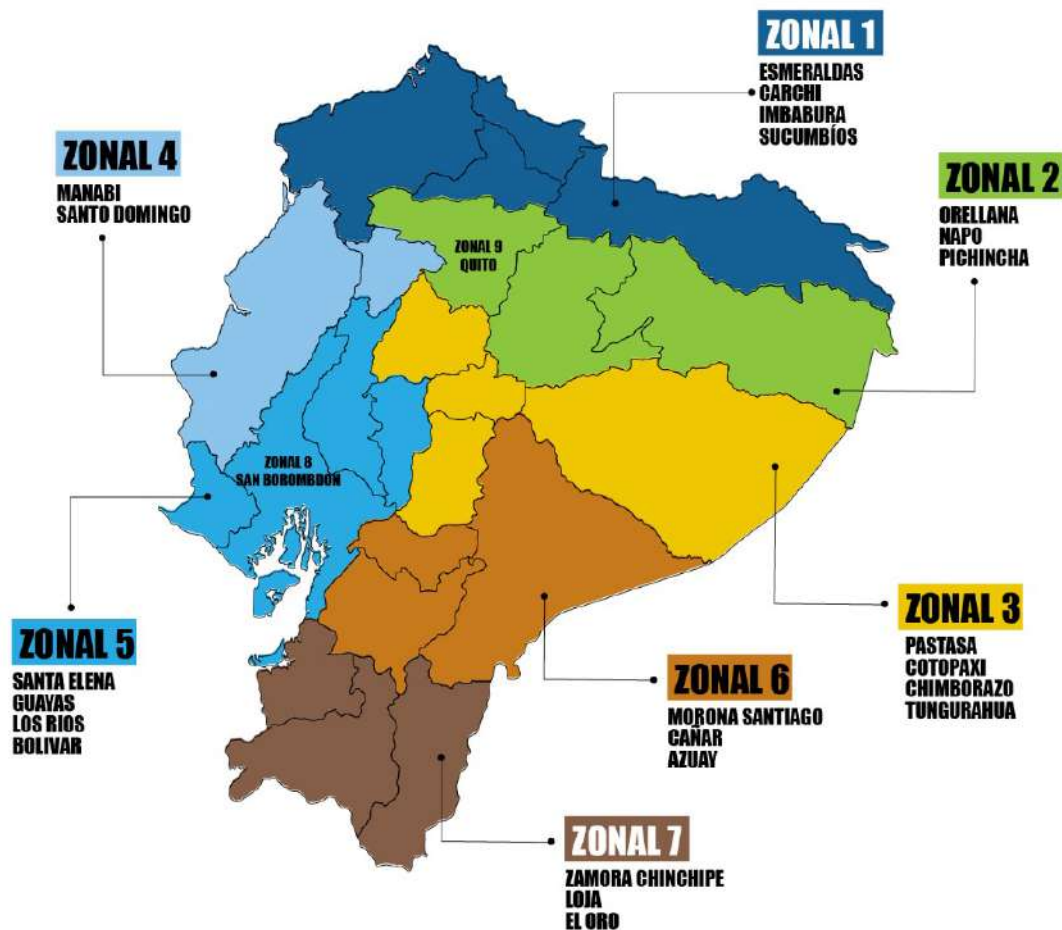 ZONAL 1
ESMERALDAS
CARCHI
IMBABURA
SUCUMBÍOS
ZONAL 4
MANABI
SANTO DOMINGO
ZONAL 2
ORELLANA
NAPO
PICHINCHA
ZONAL 9
QUITO
ZONAL 8
SAN BOROMBDON
ZONAL 3
PASTASA
COTOPAXI
CHIMBORAZO
TUNGURAHUA
ZONAL 5
SANTA ELENA
GUAYAS
LOS RIOS
BOLIVAR
ZONAL 6
MORONA SANTIAGO
CAÑAR
AZUAY
ZONAL 7
ZAMORA CHINCHIPE
LOJA
EL ORO